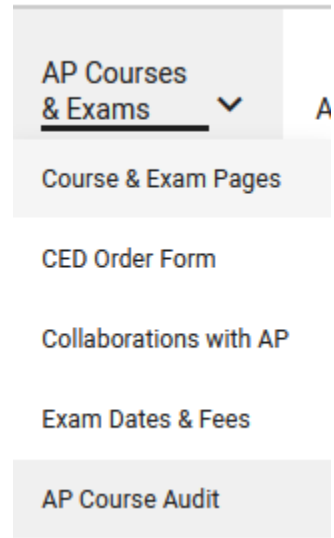 AP Courses
& Exams
A
Course & Exam Pages
CED Order Form
Collaborations with AP
Exam Dates & Fees
AP Course Audit